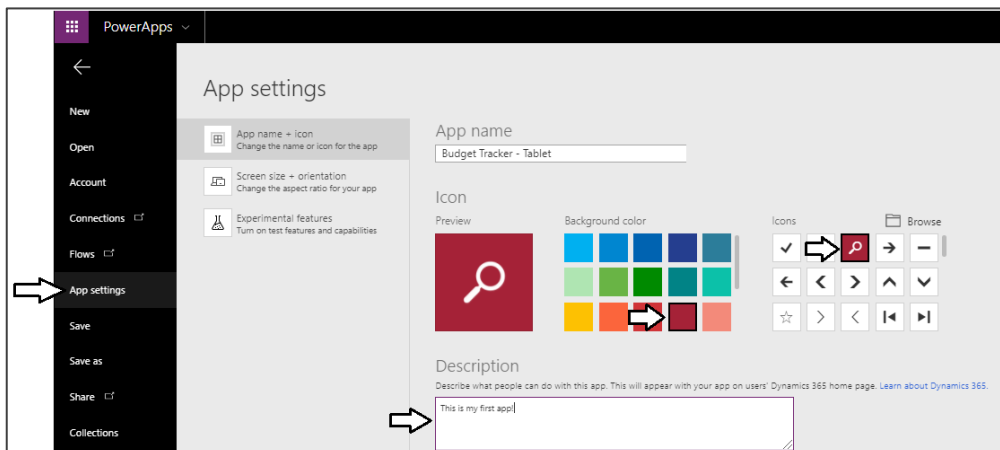 PowerApps
New
Open
Account
Connections
Flows
App settings
Save
Save as
Share
Collections
App settings
App name + icon
Change the name or icon for the app
Screen size + orientation
Change the aspect ratio for your app
Experimental features
Turn on test features and capabilities
App name
Budget Tracker - Tablet
Icon
Preview
Background color
Icons
Browse
Description
Describe what people can do with this app. This will appear with your app on users' Dynamics 365 home page. Learn about Dynamics 365.
This is my first app!